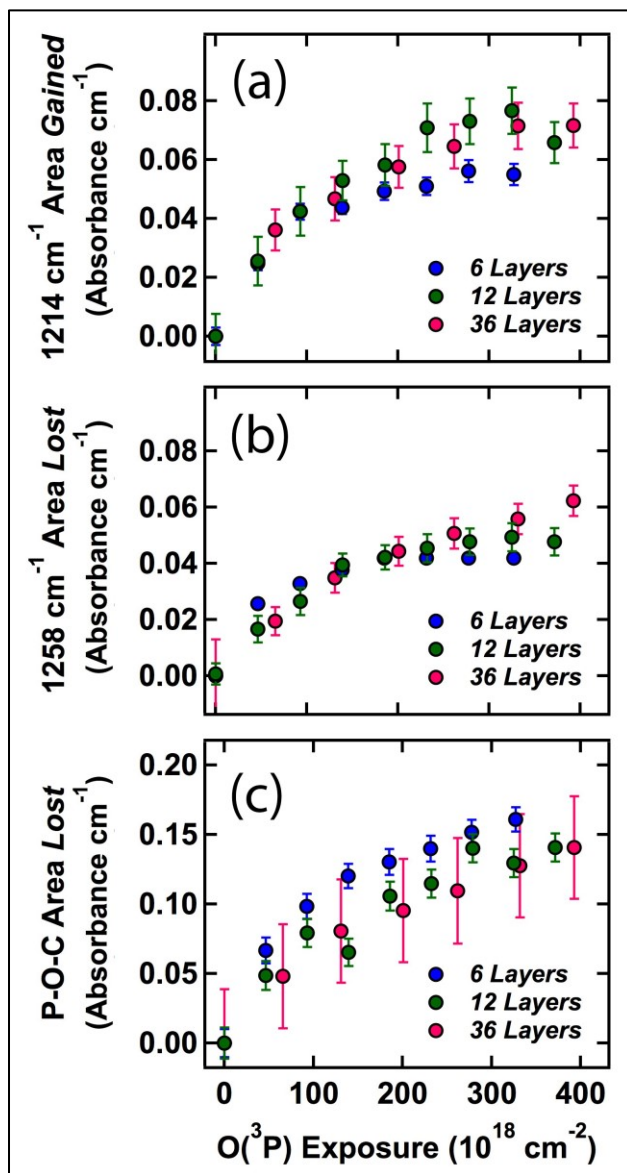 (a)
1214 cm⁻¹ Area Gained
(Absorbance cm⁻¹)
0.08
0.06
0.04
0.02
0.00
6 Layers
12 Layers
36 Layers
(b)
1258 cm⁻¹ Area Lost
(Absorbance cm⁻¹)
0.08
0.06
0.04
0.02
0.00
6 Layers
12 Layers
36 Layers
(c)
P-O-C Area Lost
(Absorbance cm⁻¹)
0.20
0.15
0.10
0.05
0.00
6 Layers
12 Layers
36 Layers
0 100 200 300 400
O(³P) Exposure (10¹⁸ cm⁻²)